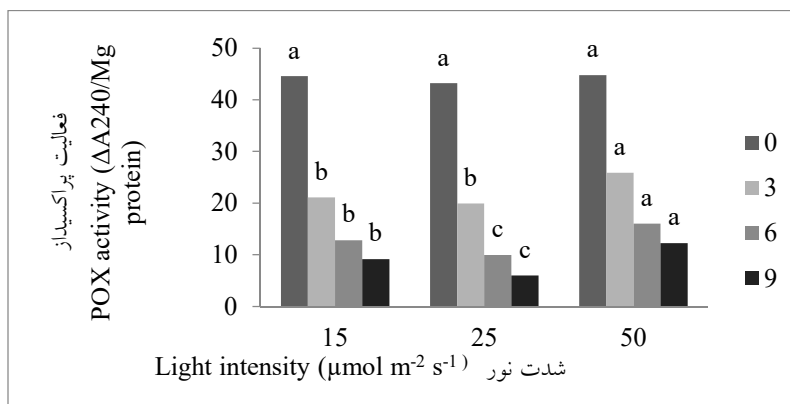 فعالیت پراکسیداز
POX activity (ΔA240/Mg
protein)
50
40
30
20
10
0
a
b
b
b
a
b
c
c
a
a
a
a
0
3
6
9
15
25
50
Light intensity (µmol m-2 s-1 ) شدت نور